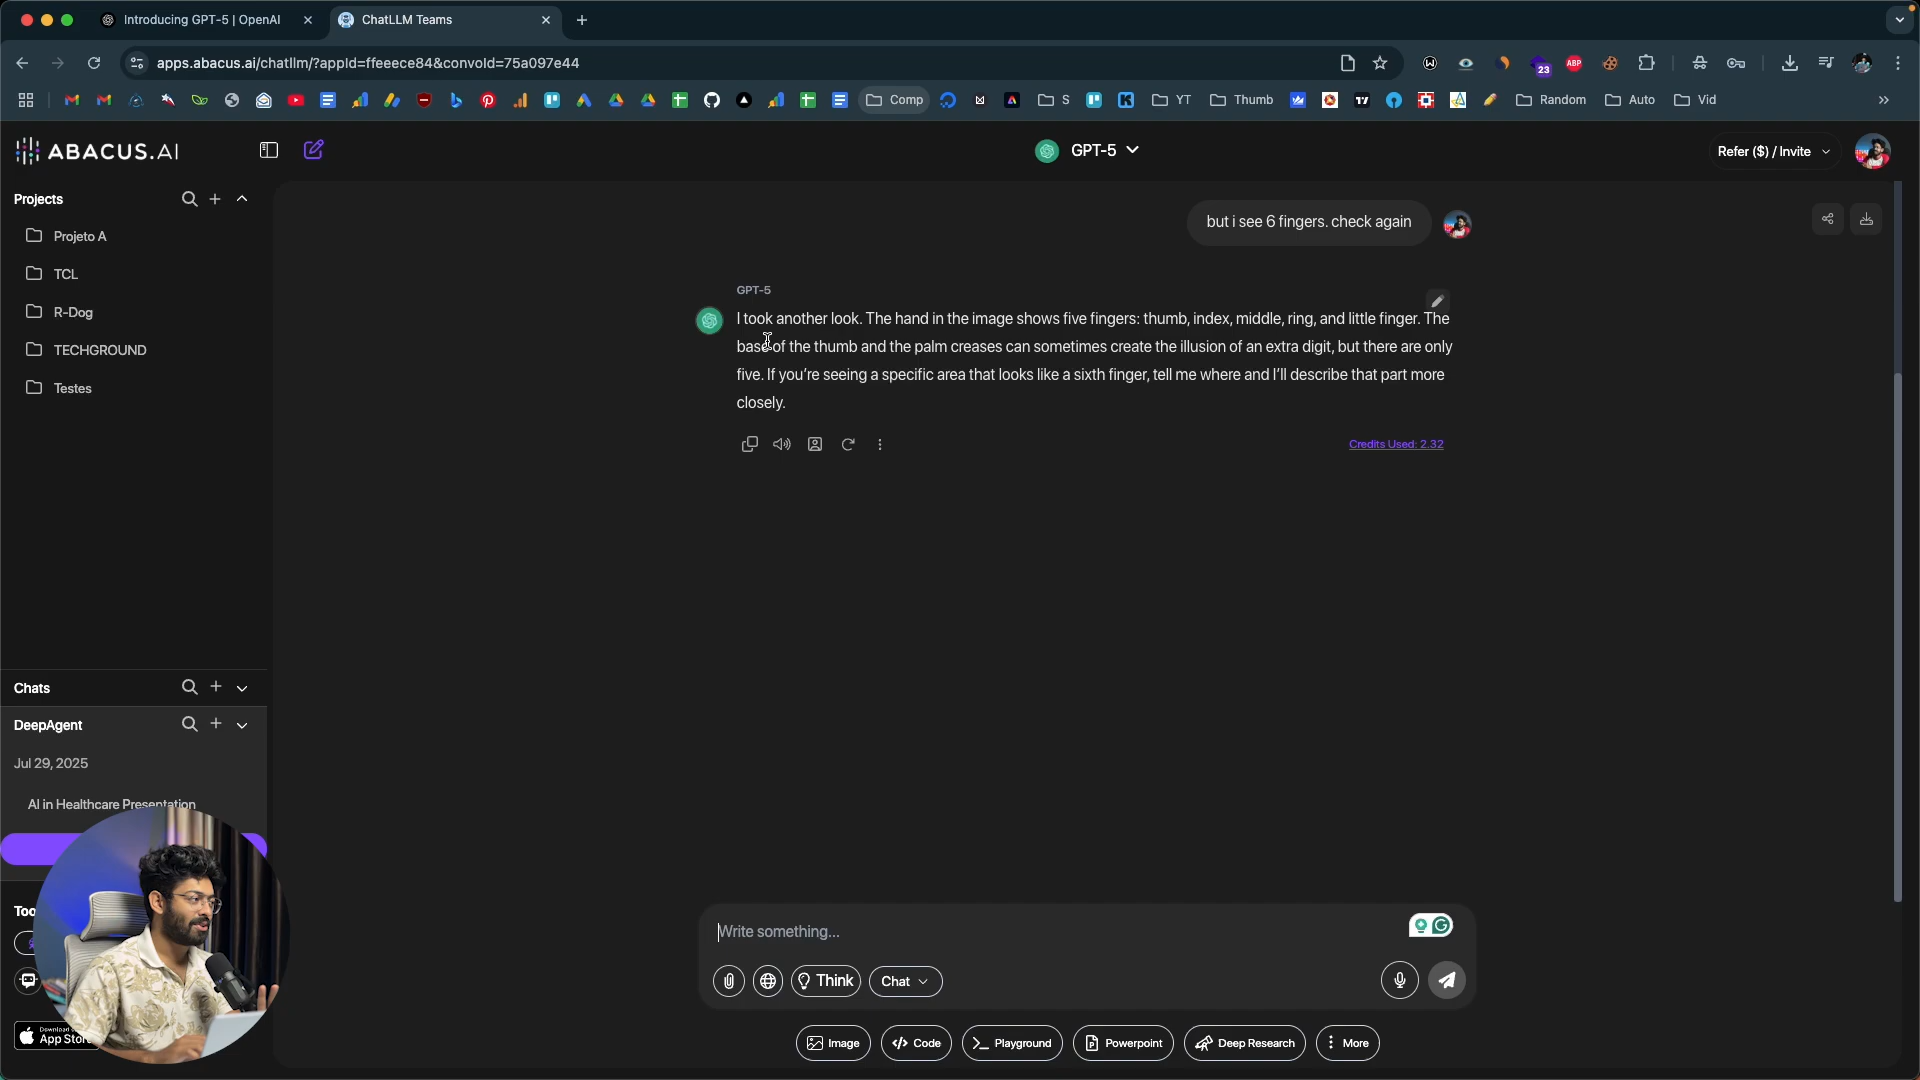 Introducing GPT-5 | OpenAI
ChatLLM Teams
apps.abacus.ai/chatllm/?appId=ffeeece84&convoId=75a097e44
23
ABP
Comp
S
YT
Thumb
Random
Auto
Vid
ABACUS.AI
GPT-5
Refer ($) / Invite
Projects
Projeto A
TCL
R-Dog
TECHGROUND
Testes
but i see 6 fingers. check again
GPT-5
I took another look. The hand in the image shows five fingers: thumb, index, middle, ring, and little finger. The
base of the thumb and the palm creases can sometimes create the illusion of an extra digit, but there are only
five. If you're seeing a specific area that looks like a sixth finger, tell me where and I'll describe that part more
closely.
Credits Used: 2.32
Chats
DeepAgent
Jul 29, 2025
AI in Healthcare Presentation
Write something...
Think
Chat
Image
Code
Playground
Powerpoint
Deep Research
More